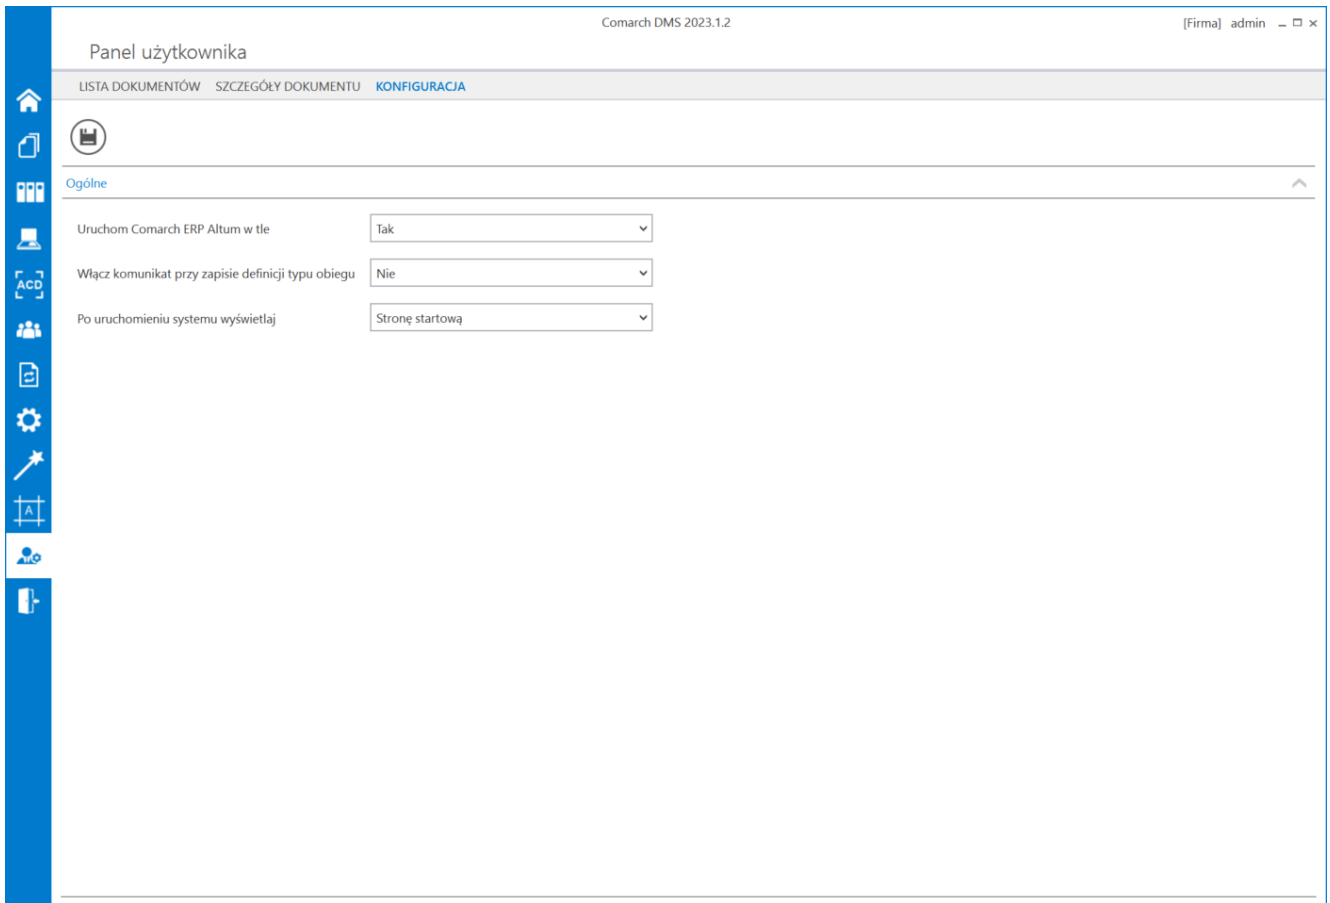 Comarch DMS 2023.1.2
[Firma] admin
Panel użytkownika
LISTA DOKUMENTÓW SZCZEGÓŁY DOKUMENTU KONFIGURACJA
Ogólne
Uruchom Comarch ERP Altum w tle Tak
Włącz komunikat przy zapisie definicji typu obiegu Nie
Po uruchomieniu systemu wyświetlaj Stronę startową
ACD
A